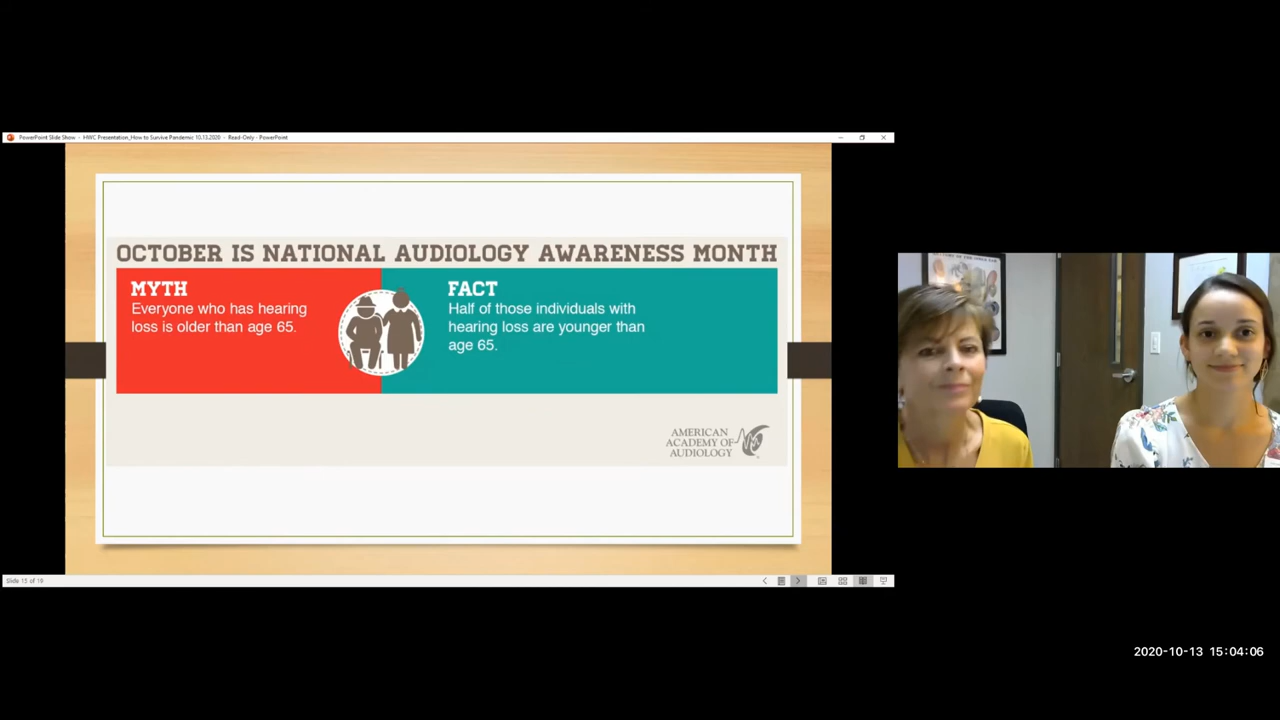 PowerPoint Slide Show - HWC Presentation_How to Survive Pandemic 10.13.2020 - Read-Only - PowerPoint
OCTOBER IS NATIONAL AUDIOLOGY AWARENESS MONTH
MYTH
Everyone who has hearing
loss is older than age 65.
FACT
Half of those individuals with
hearing loss are younger than
age 65.
AMERICAN
ACADEMY OF
AUDIOLOGY
Slide 15 of 18
2020-10-13 15:04:06